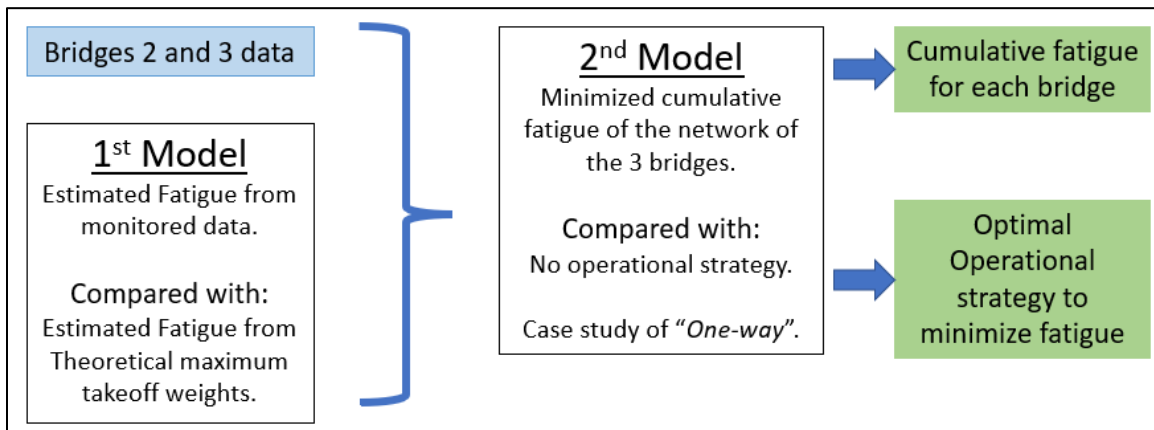 Bridges 2 and 3 data
1st Model
Estimated Fatigue from
monitored data.
Compared with:
Estimated Fatigue from
Theoretical maximum
takeoff weights.
2nd Model
Minimized cumulative
fatigue of the network of
the 3 bridges.
Compared with:
No operational strategy.
Case study of “One-way”.
Cumulative fatigue
for each bridge
Optimal
Operational
strategy to
minimize fatigue